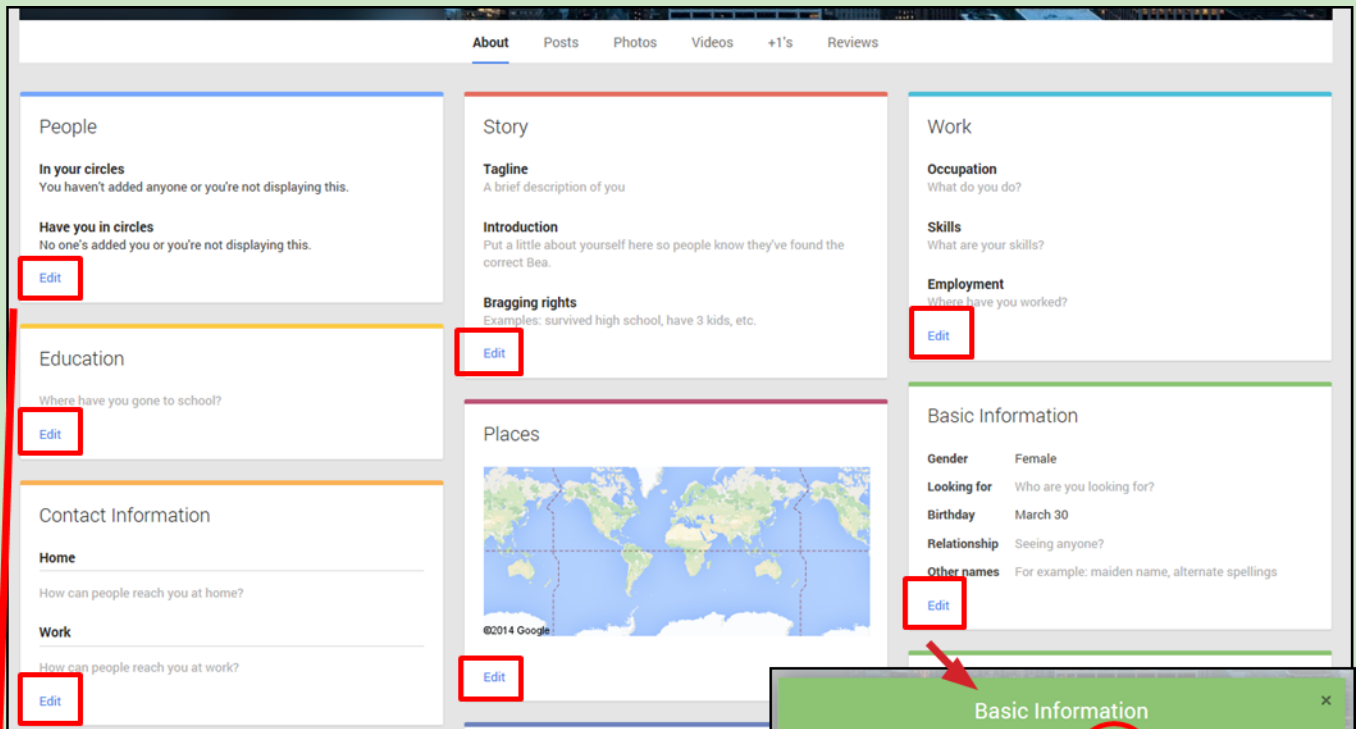 About Posts Photos Videos +1's Reviews
People
In your circles
You haven't added anyone or you're not displaying this.
Have you in circles
No one's added you or you're not displaying this.
Edit
Education
Where have you gone to school?
Edit
Contact Information
Home
How can people reach you at home?
Work
How can people reach you at work?
Edit
Story
Tagline
A brief description of you
Introduction
Put a little about yourself here so people know they've found the
correct Bea.
Bragging rights
Examples: survived high school, have 3 kids, etc.
Edit
Places
©2014 Google
Edit
Work
Occupation
What do you do?
Skills
What are your skills?
Employment
Where have you worked?
Edit
Basic Information
Gender Female
Looking for Who are you looking for?
Birthday March 30
Relationship Seeing anyone?
Other names For example: maiden name, alternate spellings
Edit
Basic Information ×